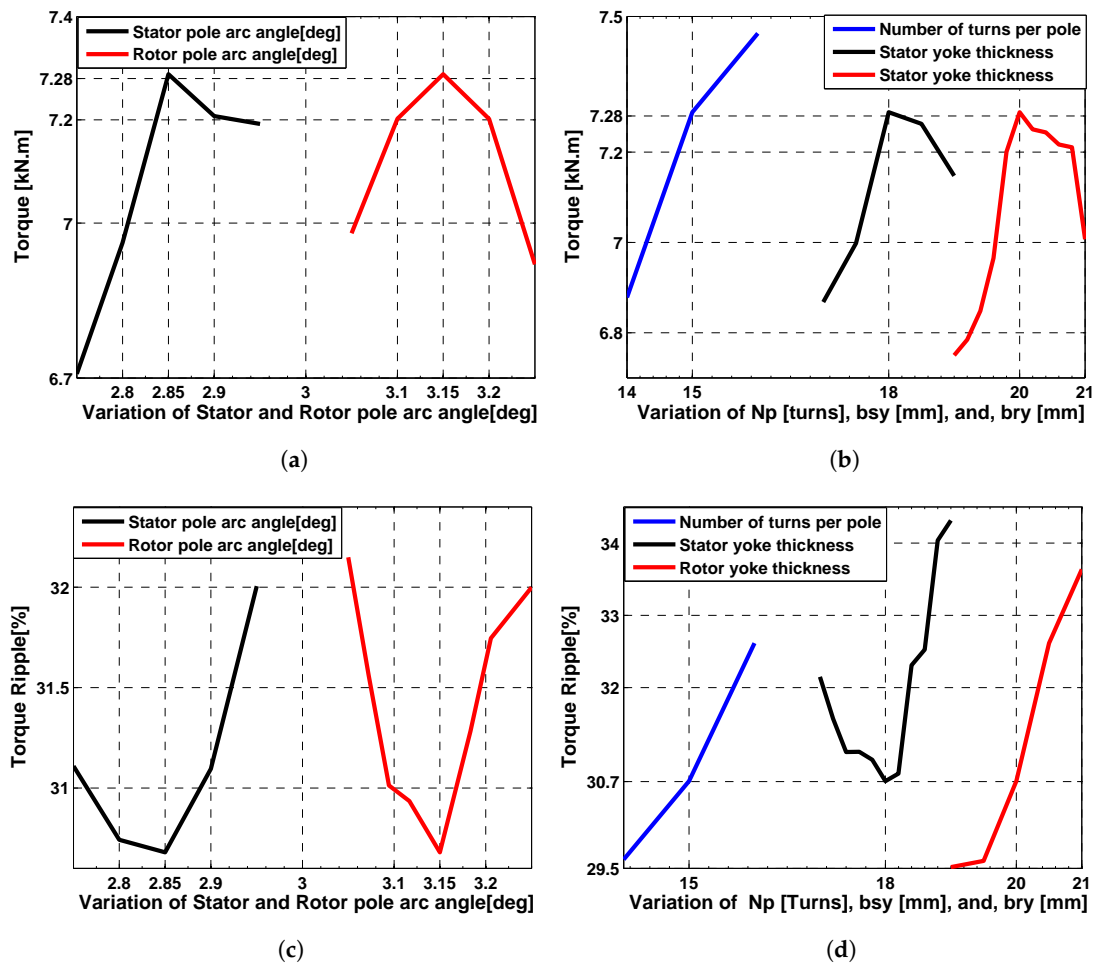 7.4
7.28
7.2
7
6.7
Torque [kN.m]
Stator pole arc angle[deg]
Rotor pole arc angle[deg]
2.8 2.85 2.9 3 3.1 3.15 3.2
Variation of Stator and Rotor pole arc angle[deg]
(a)
7.5
7.28
7.2
7
6.8
6.7
Torque [kN.m]
Number of turns per pole
Stator yoke thickness
Stator yoke thickness
14 15 18 20 21
Variation of Np [turns], bsy [mm], and, bry [mm]
(b)
32
31.5
31
Torque Ripple[%]
Stator pole arc angle[deg]
Rotor pole arc angle[deg]
2.8 2.85 2.9 3 3.1 3.15 3.2
Variation of Stator and Rotor pole arc angle[deg]
(c)
34
33
32
30.7
29.5
Torque Ripple[%]
Number of turns per pole
Stator yoke thickness
Rotor yoke thickness
15 18 20 21
Variation of Np [Turns], bsy [mm], and, bry [mm]
(d)